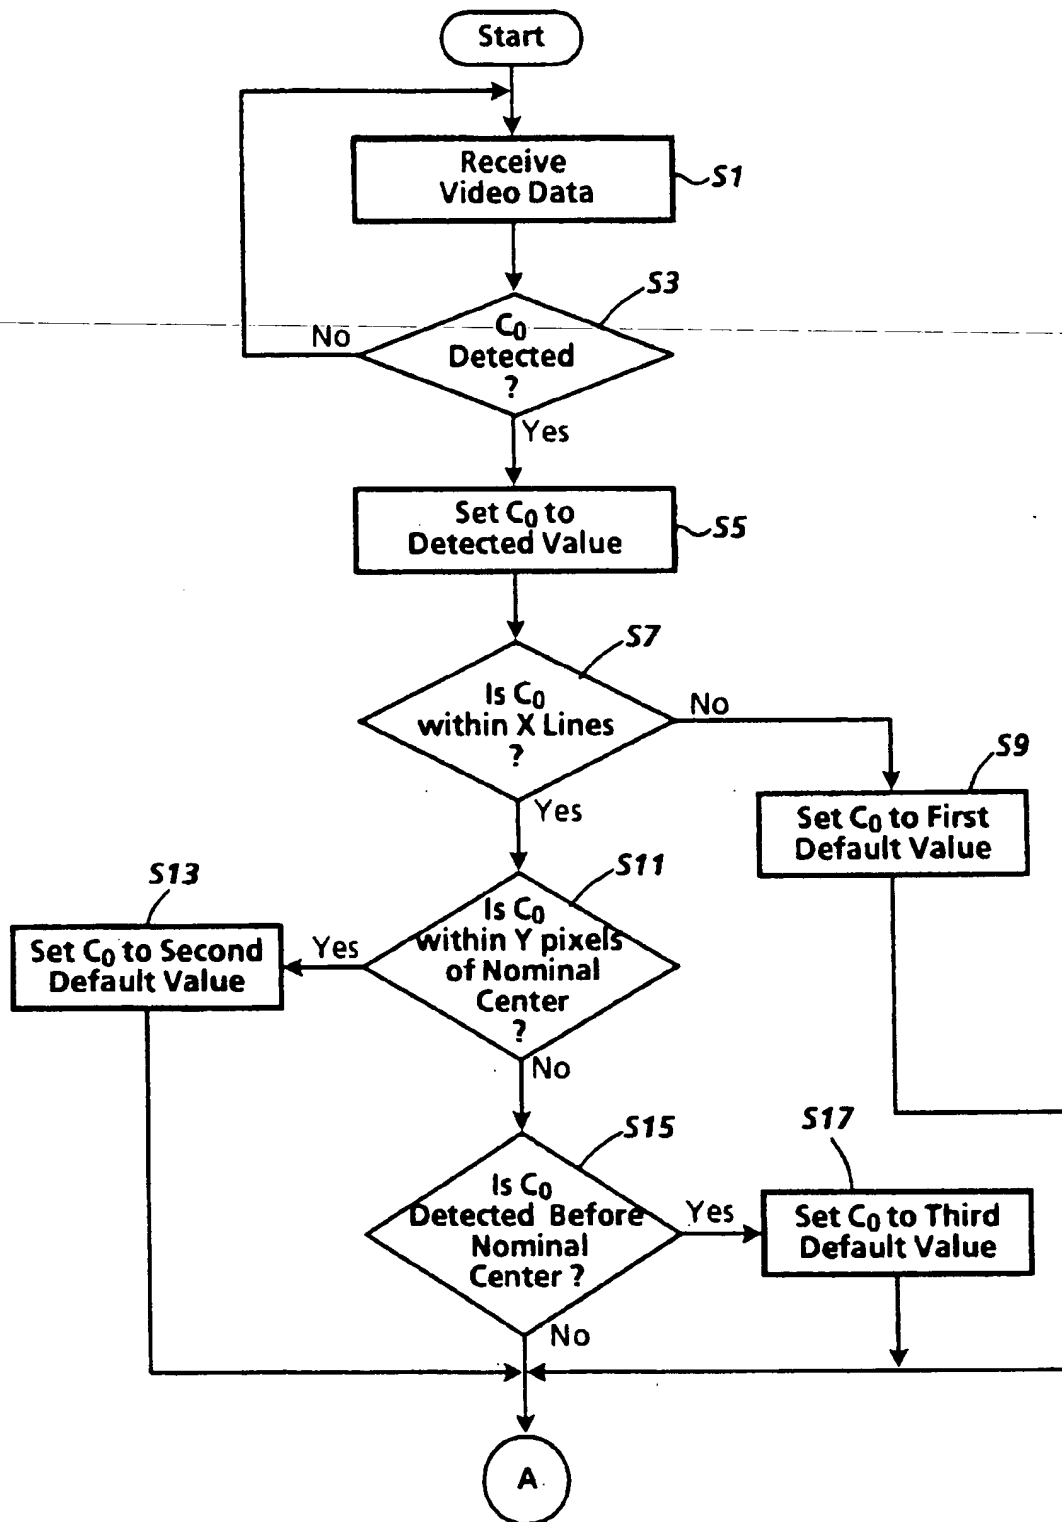 Start
Receive
Video Data
S1
S3
C₀
Detected
?
No
Yes
Set C₀ to
Detected Value
S5
S7
Is C₀
within X Lines
?
No
Yes
S9
Set C₀ to First
Default Value
S11
Is C₀
within Y pixels
of Nominal
Center
?
Yes
No
S13
Set C₀ to Second
Default Value
S15
Is C₀
Detected Before
Nominal
Center ?
Yes
No
S17
Set C₀ to Third
Default Value
A